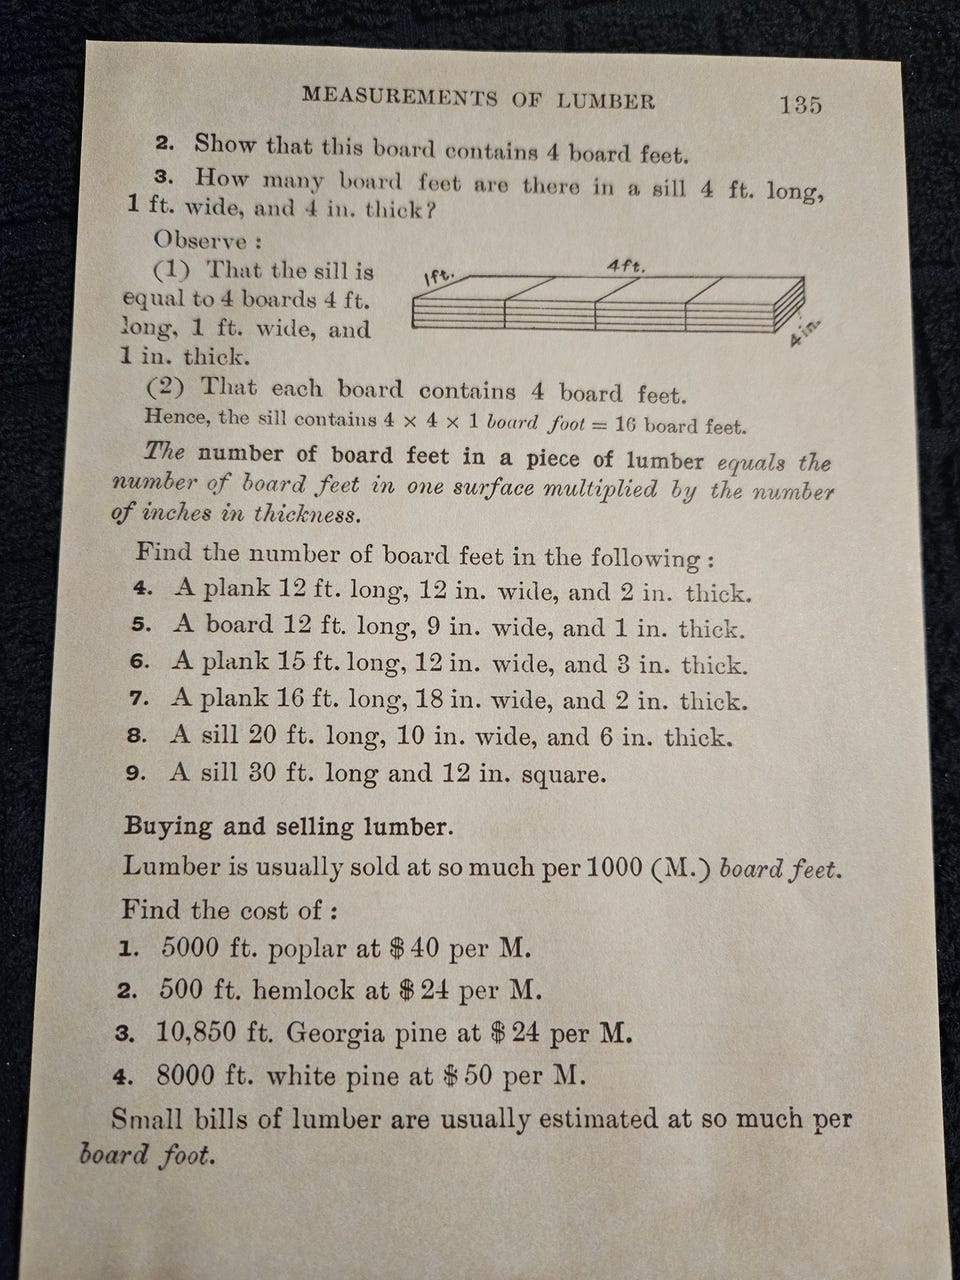 MEASUREMENTS OF LUMBER 135
2. Show that this board contains 4 board feet.
3. How many board feet are there in a sill 4 ft. long,
1 ft. wide, and 4 in. thick?
Observe :
(1) That the sill is
equal to 4 boards 4 ft.
long, 1 ft. wide, and
1 in. thick.
1ft. 4ft.
4in.
(2) That each board contains 4 board feet.
Hence, the sill contains 4 × 4 × 1 board foot = 16 board feet.
The number of board feet in a piece of lumber equals the
number of board feet in one surface multiplied by the number
of inches in thickness.
Find the number of board feet in the following :
4. A plank 12 ft. long, 12 in. wide, and 2 in. thick.
5. A board 12 ft. long, 9 in. wide, and 1 in. thick.
6. A plank 15 ft. long, 12 in. wide, and 3 in. thick.
7. A plank 16 ft. long, 18 in. wide, and 2 in. thick.
8. A sill 20 ft. long, 10 in. wide, and 6 in. thick.
9. A sill 30 ft. long and 12 in. square.
Buying and selling lumber.
Lumber is usually sold at so much per 1000 (M.) board feet.
Find the cost of :
1. 5000 ft. poplar at $40 per M.
2. 500 ft. hemlock at $24 per M.
3. 10,850 ft. Georgia pine at $24 per M.
4. 8000 ft. white pine at $50 per M.
Small bills of lumber are usually estimated at so much per
board foot.